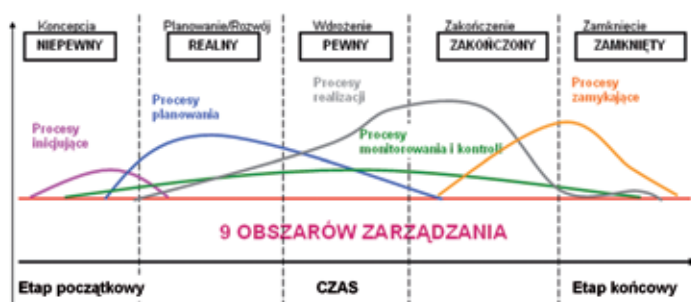 Koncepcja
NIEPEWNY
Planowanie/Rozwój
REALNY
Wdrożenie
PEWNY
Zakończenie
ZAKOŃCZONY
Zamknięcie
ZAMKNIĘTY
Procesy
inicjujące
Procesy
planowania
Procesy
realizacji
Procesy
monitorowania i kontroli
Procesy
zamykające
9 OBSZARÓW ZARZĄDZANIA
Etap początkowy
CZAS
Etap końcowy